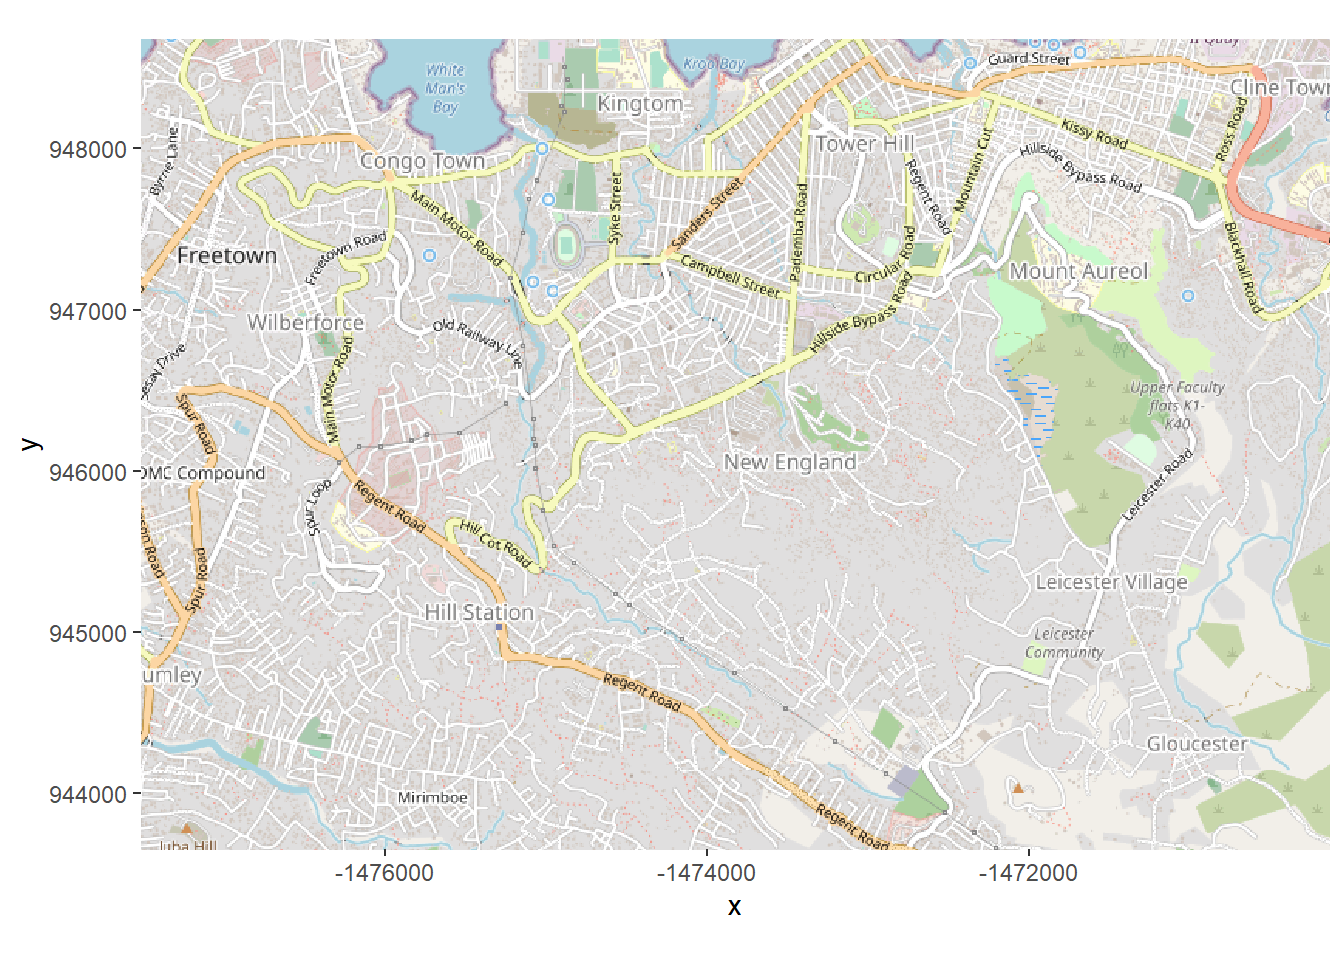 White
Man's
Bay
Kroo Bay
Guard Street
Cline Town
Kingtom
Kissy Road
Ross Road
948000
Byrne Lane
Congo Town
Tower Hill
Hillside Bypass Road
Mountain Cut
Regent Road
Syke Street
Sanders Street
Pademba Road
Main Motor Road
Freetown Road
Freetown
Campbell Street
Circular Road
Mount Aureol
Blackhall Road
947000
Wilberforce
Old Railway Line
Hillside Bypass Road
Main Motor Road
Upper Faculty
flats K1-
K40
Spur Road
y
946000
OMC Compound
New England
Leicester Road
Spur Loop
Regent Road
Hill Cot Road
Spur Road
Leicester Village
Hill Station
945000
Leicester
Community
umley
Regent Road
Gloucester
944000
Mirimboe
Regent Road
Juba Hill
-1476000
-1474000
-1472000
x